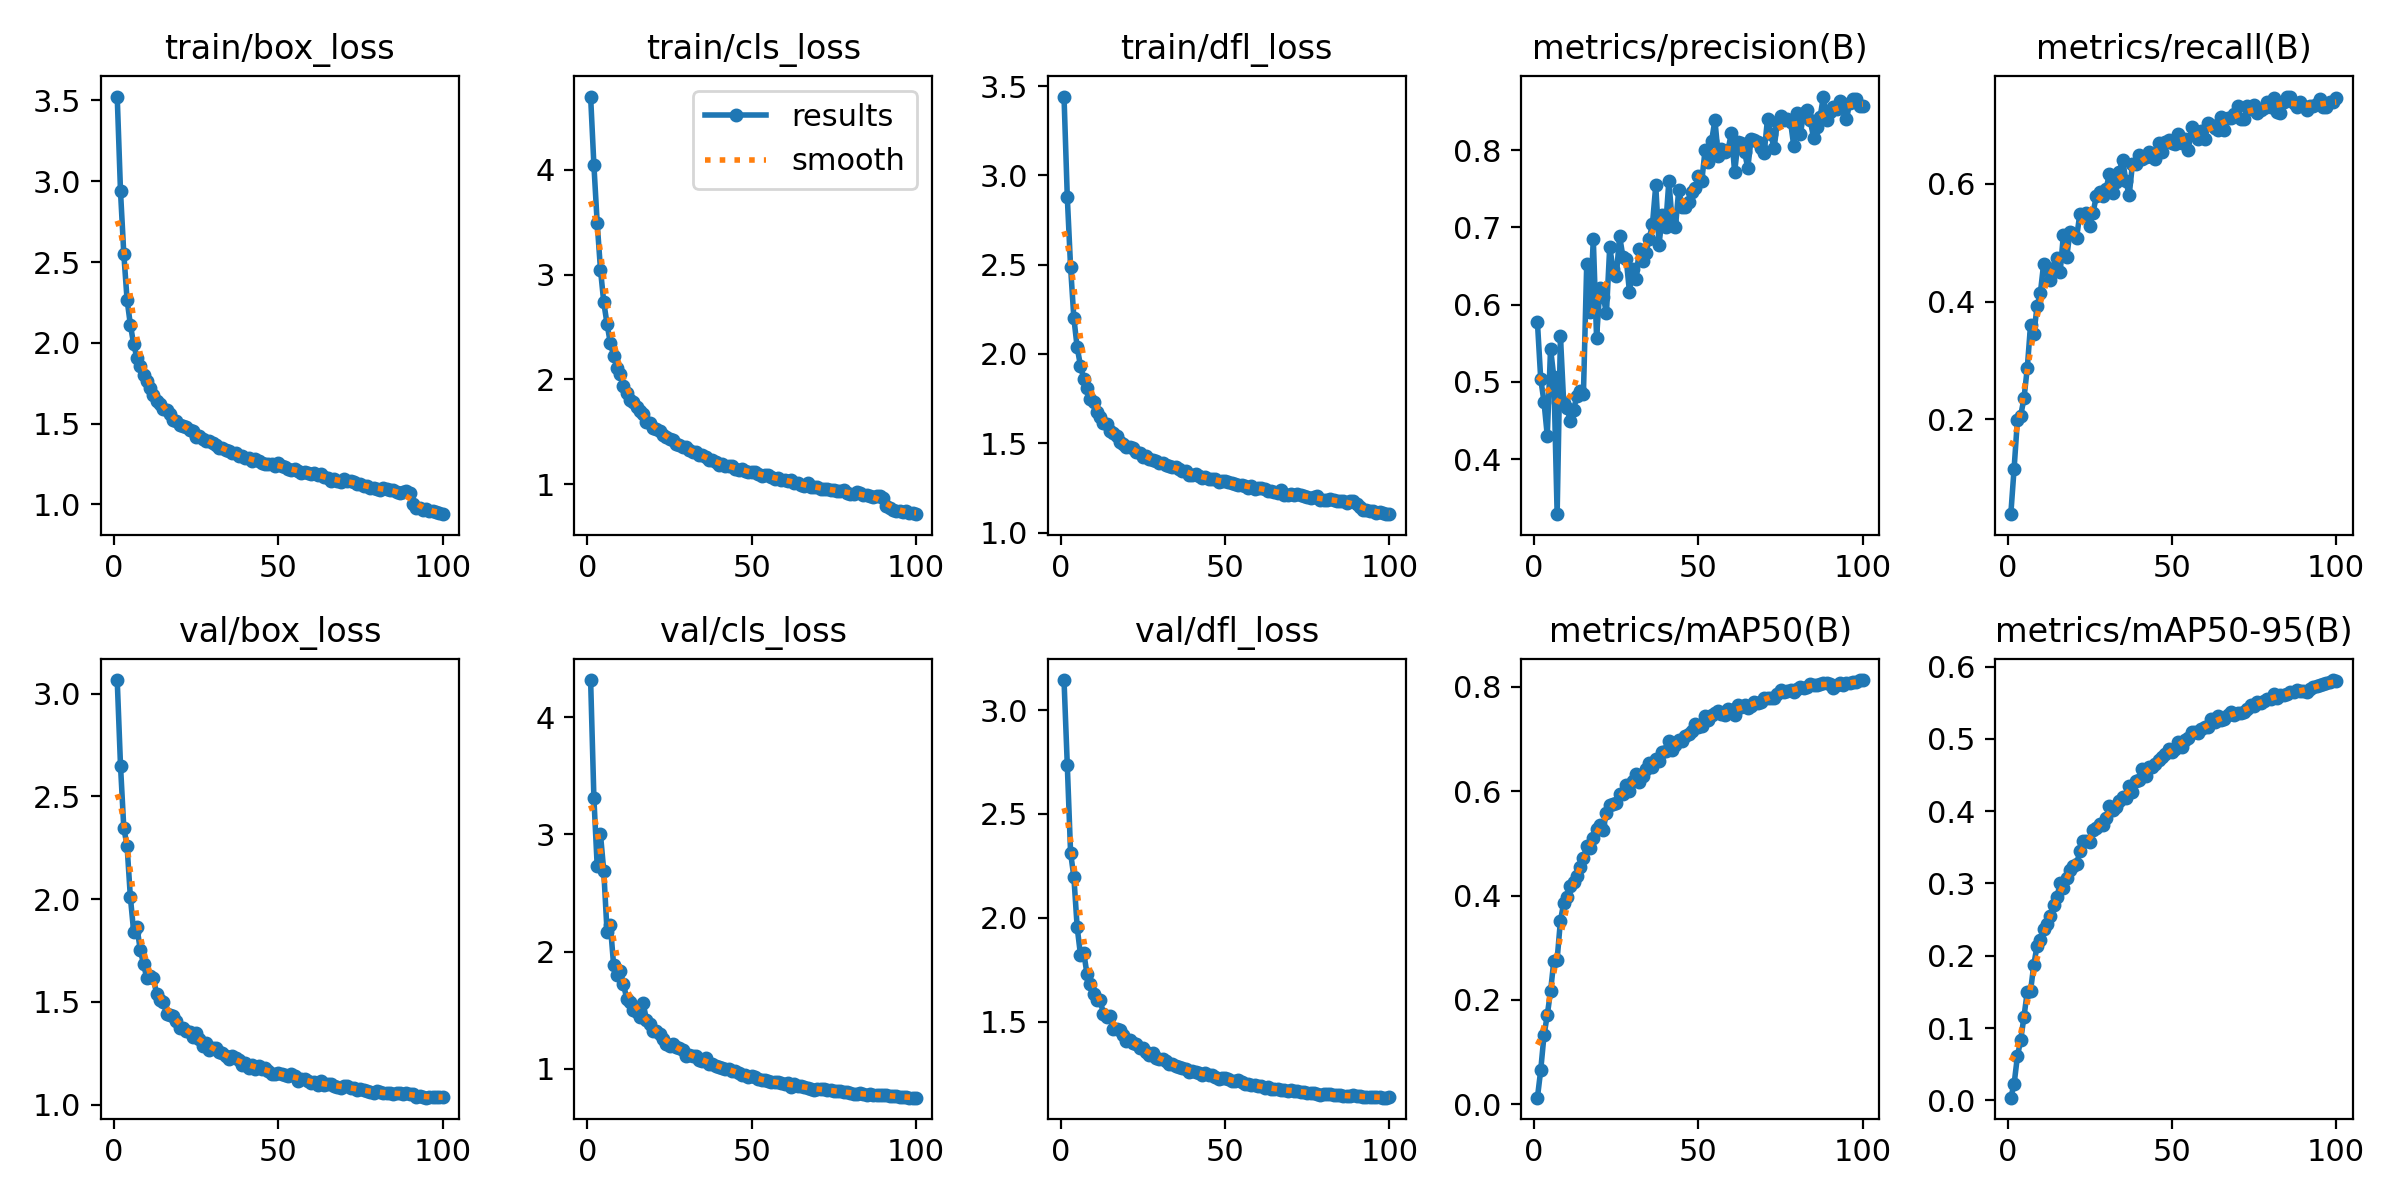 train/box_loss
3.5
3.0
2.5
2.0
1.5
1.0
0 50 100
train/cls_loss
results
smooth
4
3
2
1
0 50 100
train/dfl_loss
3.5
3.0
2.5
2.0
1.5
1.0
0 50 100
metrics/precision(B)
0.8
0.7
0.6
0.5
0.4
0 50 100
metrics/recall(B)
0.6
0.4
0.2
0 50 100
val/box_loss
3.0
2.5
2.0
1.5
1.0
0 50 100
val/cls_loss
4
3
2
1
0 50 100
val/dfl_loss
3.0
2.5
2.0
1.5
0 50 100
metrics/mAP50(B)
0.8
0.6
0.4
0.2
0.0
0 50 100
metrics/mAP50-95(B)
0.6
0.5
0.4
0.3
0.2
0.1
0.0
0 50 100